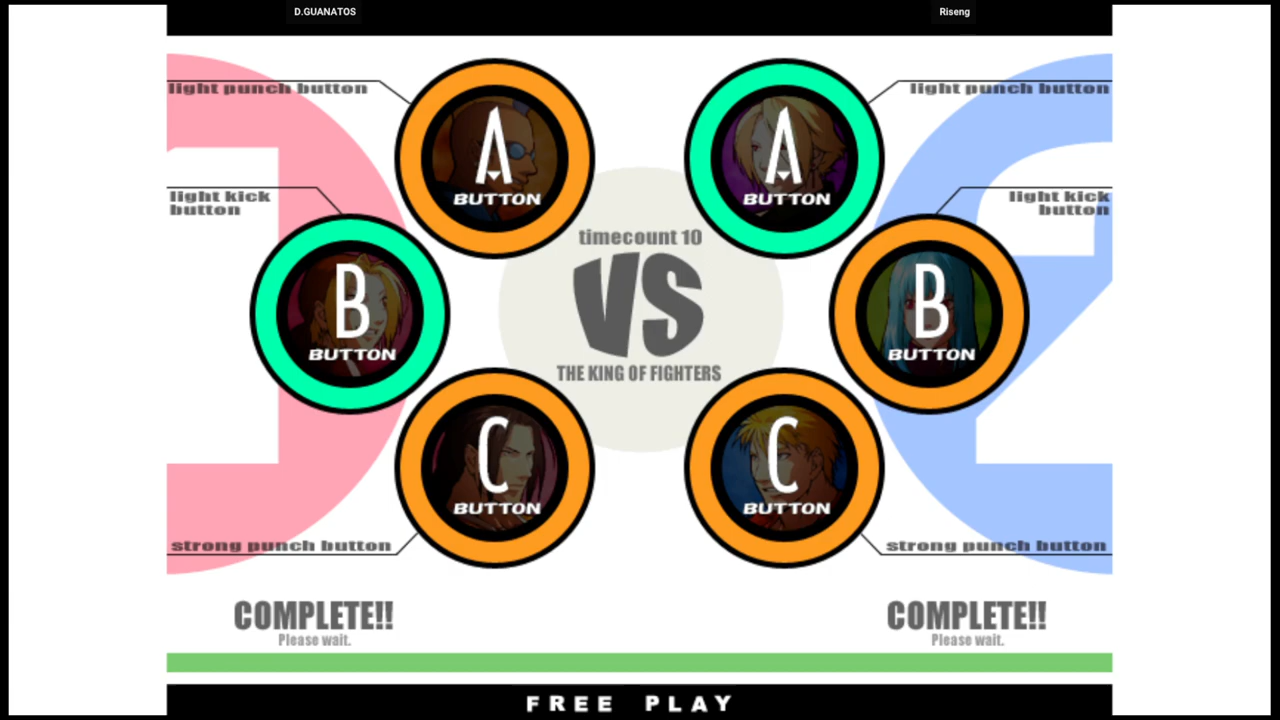 D.GUANATOS
Riseng
light punch button
A
BUTTON
A
BUTTON
light punch button
light kick
button
B
BUTTON
timecount 10
VS
THE KING OF FIGHTERS
light kick
button
B
BUTTON
C
BUTTON
C
BUTTON
strong punch button
strong punch button
COMPLETE!!
Please wait.
COMPLETE!!
Please wait.
FREE PLAY